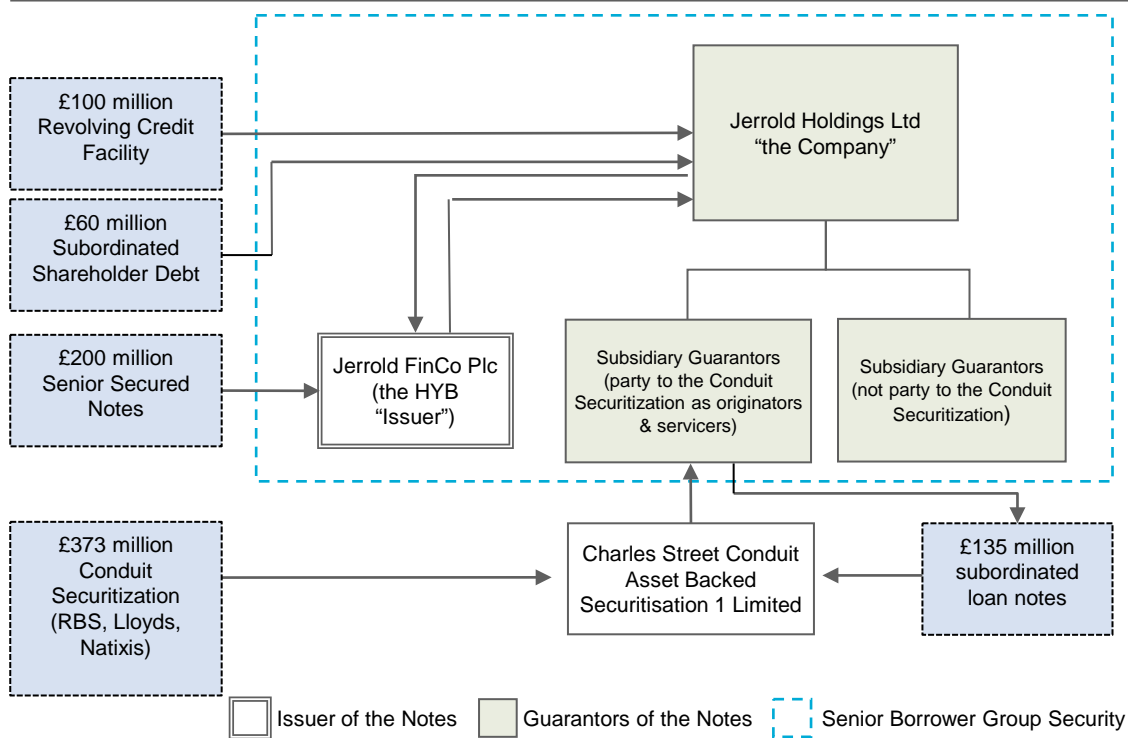 £100 million
Revolving Credit
Facility
£60 million
Subordinated
Shareholder Debt
£200 million
Senior Secured
Notes
£373 million
Conduit
Securitization
(RBS, Lloyds,
Natixis)
Jerrold Holdings Ltd
“the Company”
Jerrold FinCo Plc
(the HYB
“Issuer”)
Subsidiary Guarantors
(party to the Conduit
Securitization as originators
& servicers)
Subsidiary Guarantors
(not party to the Conduit
Securitization)
Charles Street Conduit
Asset Backed
Securitisation 1 Limited
£135 million
subordinated
loan notes
Issuer of the Notes
Guarantors of the Notes
Senior Borrower Group Security